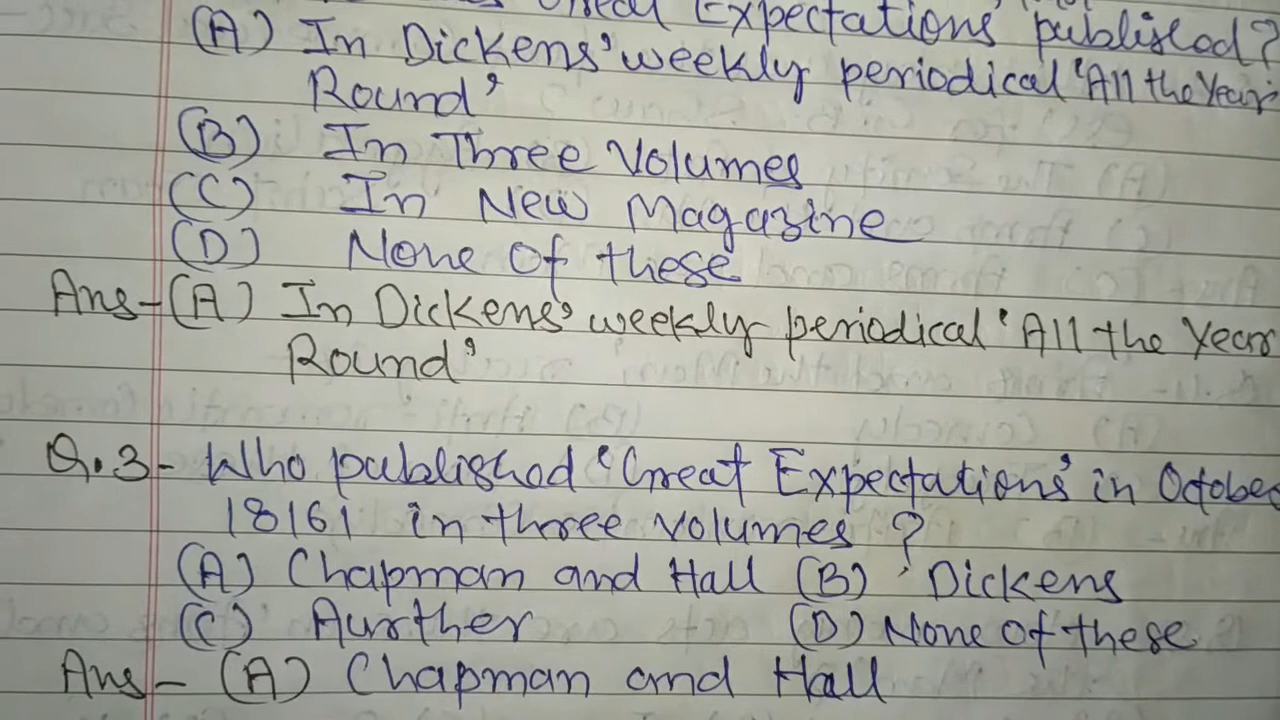 Expectations' published?
(A) In Dickens' weekly periodical 'All the Year
Round'
(B) In Three Volumes
(C) In New Magazine
(D) None Of these
Ans-(A) In Dickens' weekly periodical 'All the Year
Round'
Q.3- Who published 'Great Expectations' in October
18161 in three volumes ?
(A) Chapman and Hall (B) Dickens
(C) Aurther (D) None Of these
Ans- (A) Chapman and Hall